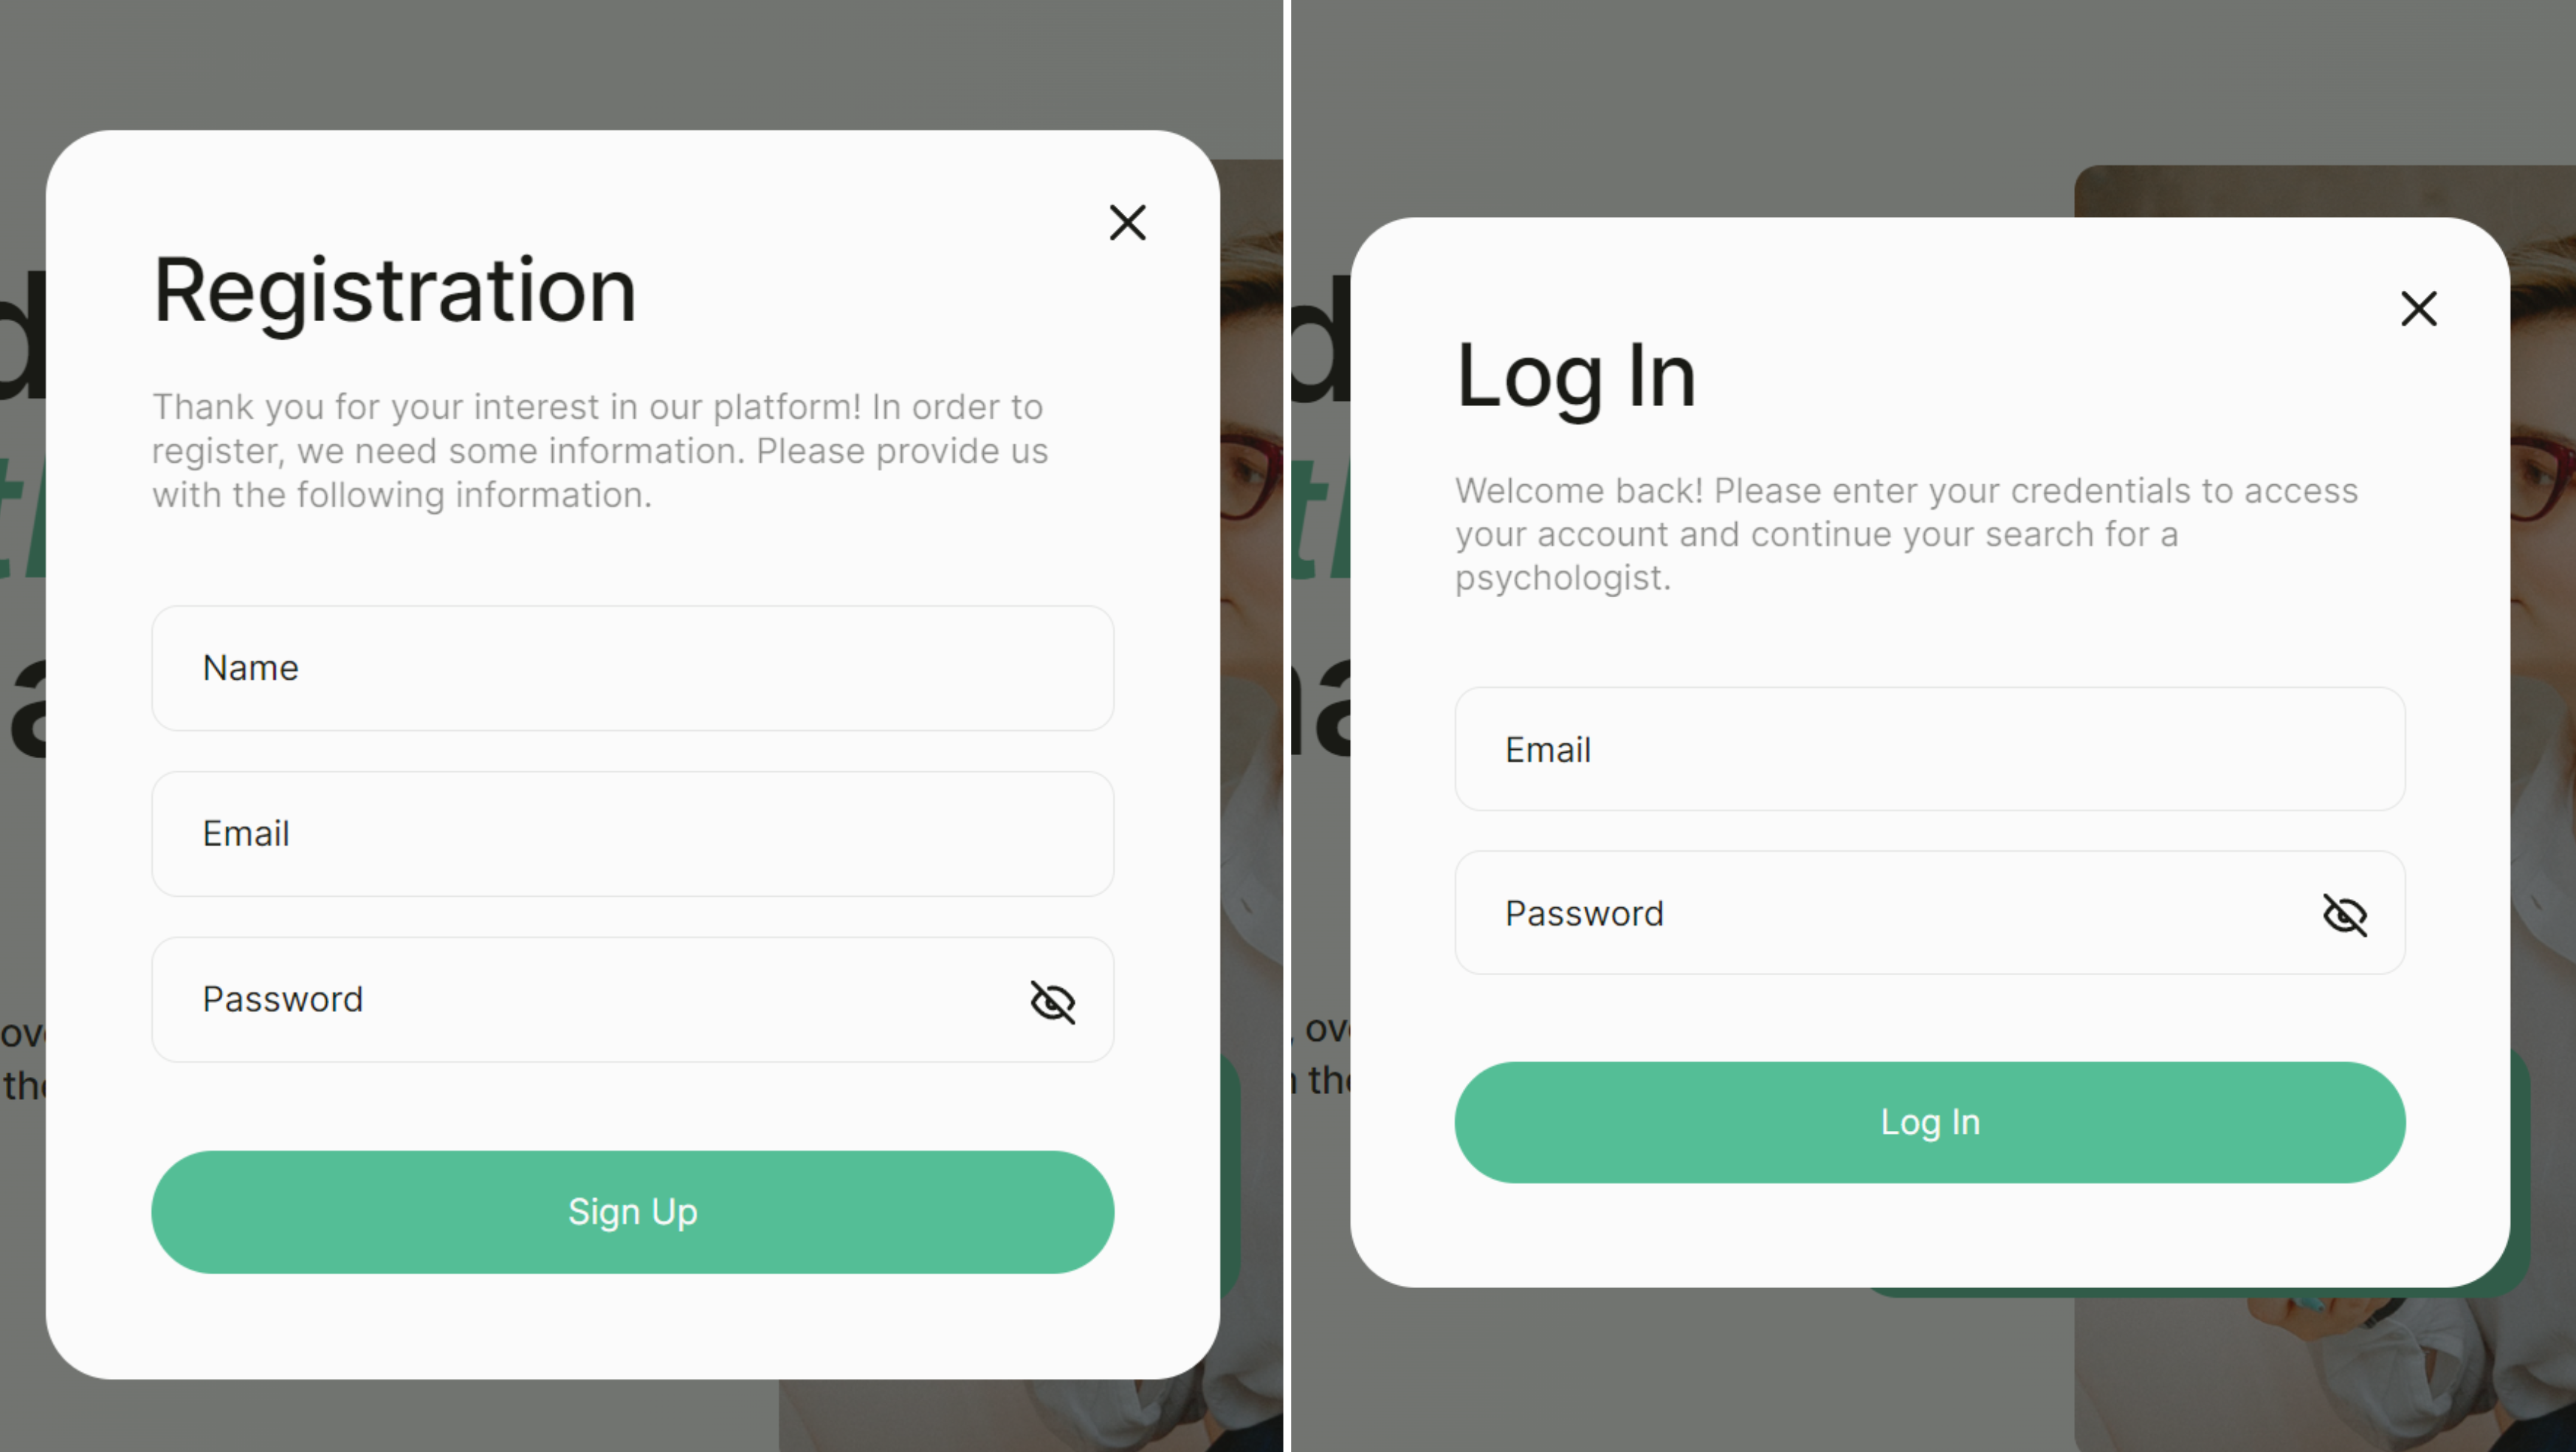 Registration
Thank you for your interest in our platform! In order to
register, we need some information. Please provide us
with the following information.
Name
Email
Password
Sign Up
Log In
Welcome back! Please enter your credentials to access
your account and continue your search for a
psychologist.
Email
Password
Log In